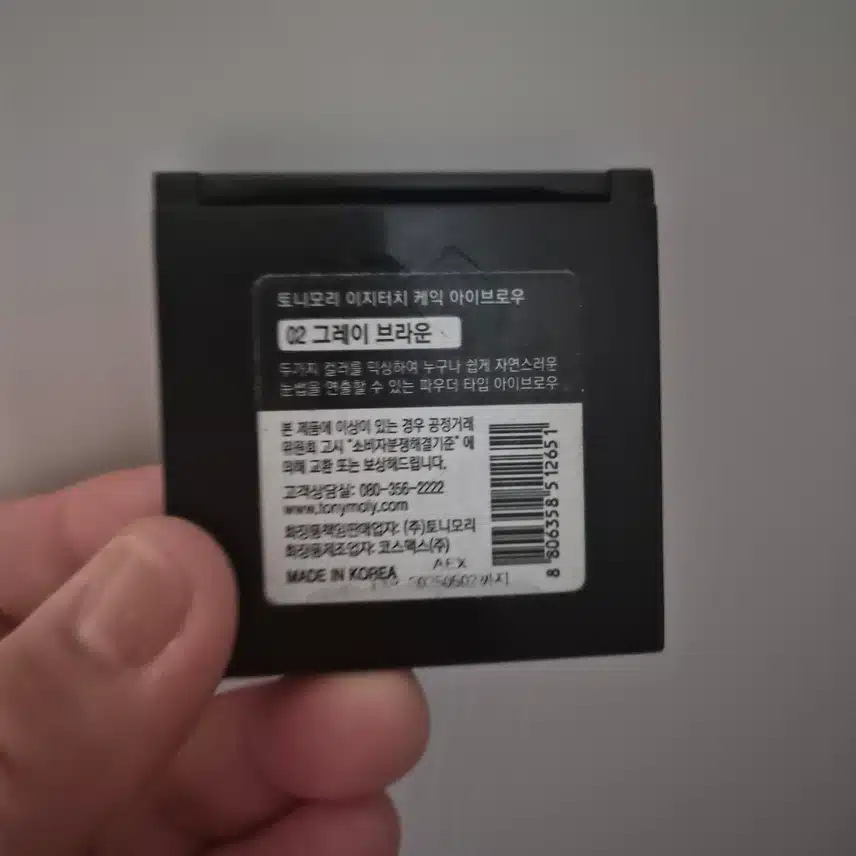 토니모리 이지터치 케익 아이브로우
02 그레이 브라운
두가지 컬러를 믹싱하여 누구나 쉽게 자연스러운
눈썹을 연출할 수 있는 파우더 타입 아이브로우
본 제품에 이상이 있는 경우 공정거래
위원회 고시 "소비자분쟁해결기준" 에
의해 교환 또는 보상해드립니다.
고객상담실: 080-356-2222
www.tonymoly.com
화장품책임판매업자: (주)토니모리
화장품제조업자: 코스맥스(주)
MADE IN KOREA
8 806358 512651